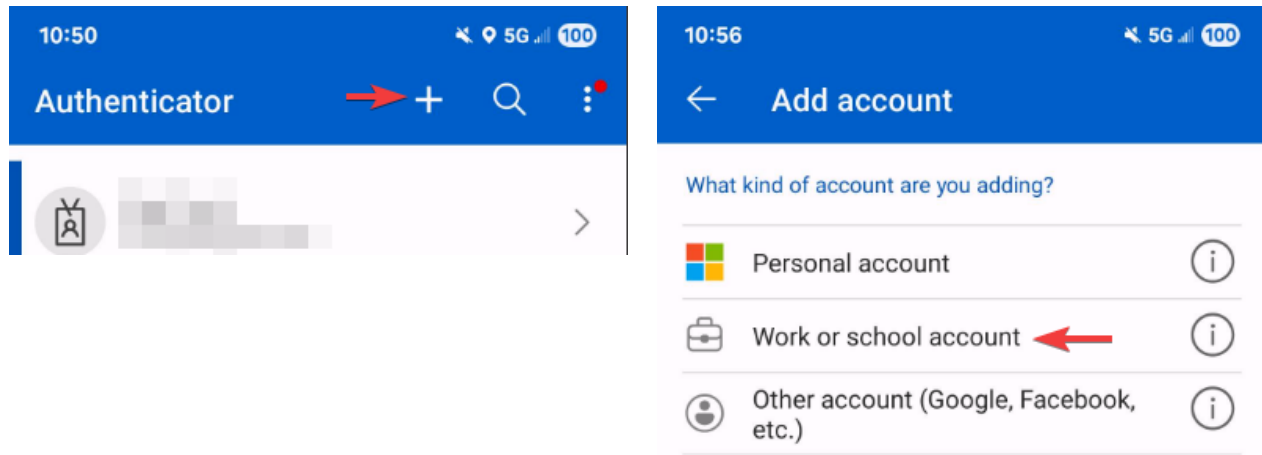 10:50
5G
100
Authenticator
10:56
5G
100
Add account
What kind of account are you adding?
Personal account
Work or school account
Other account (Google, Facebook,
etc.)